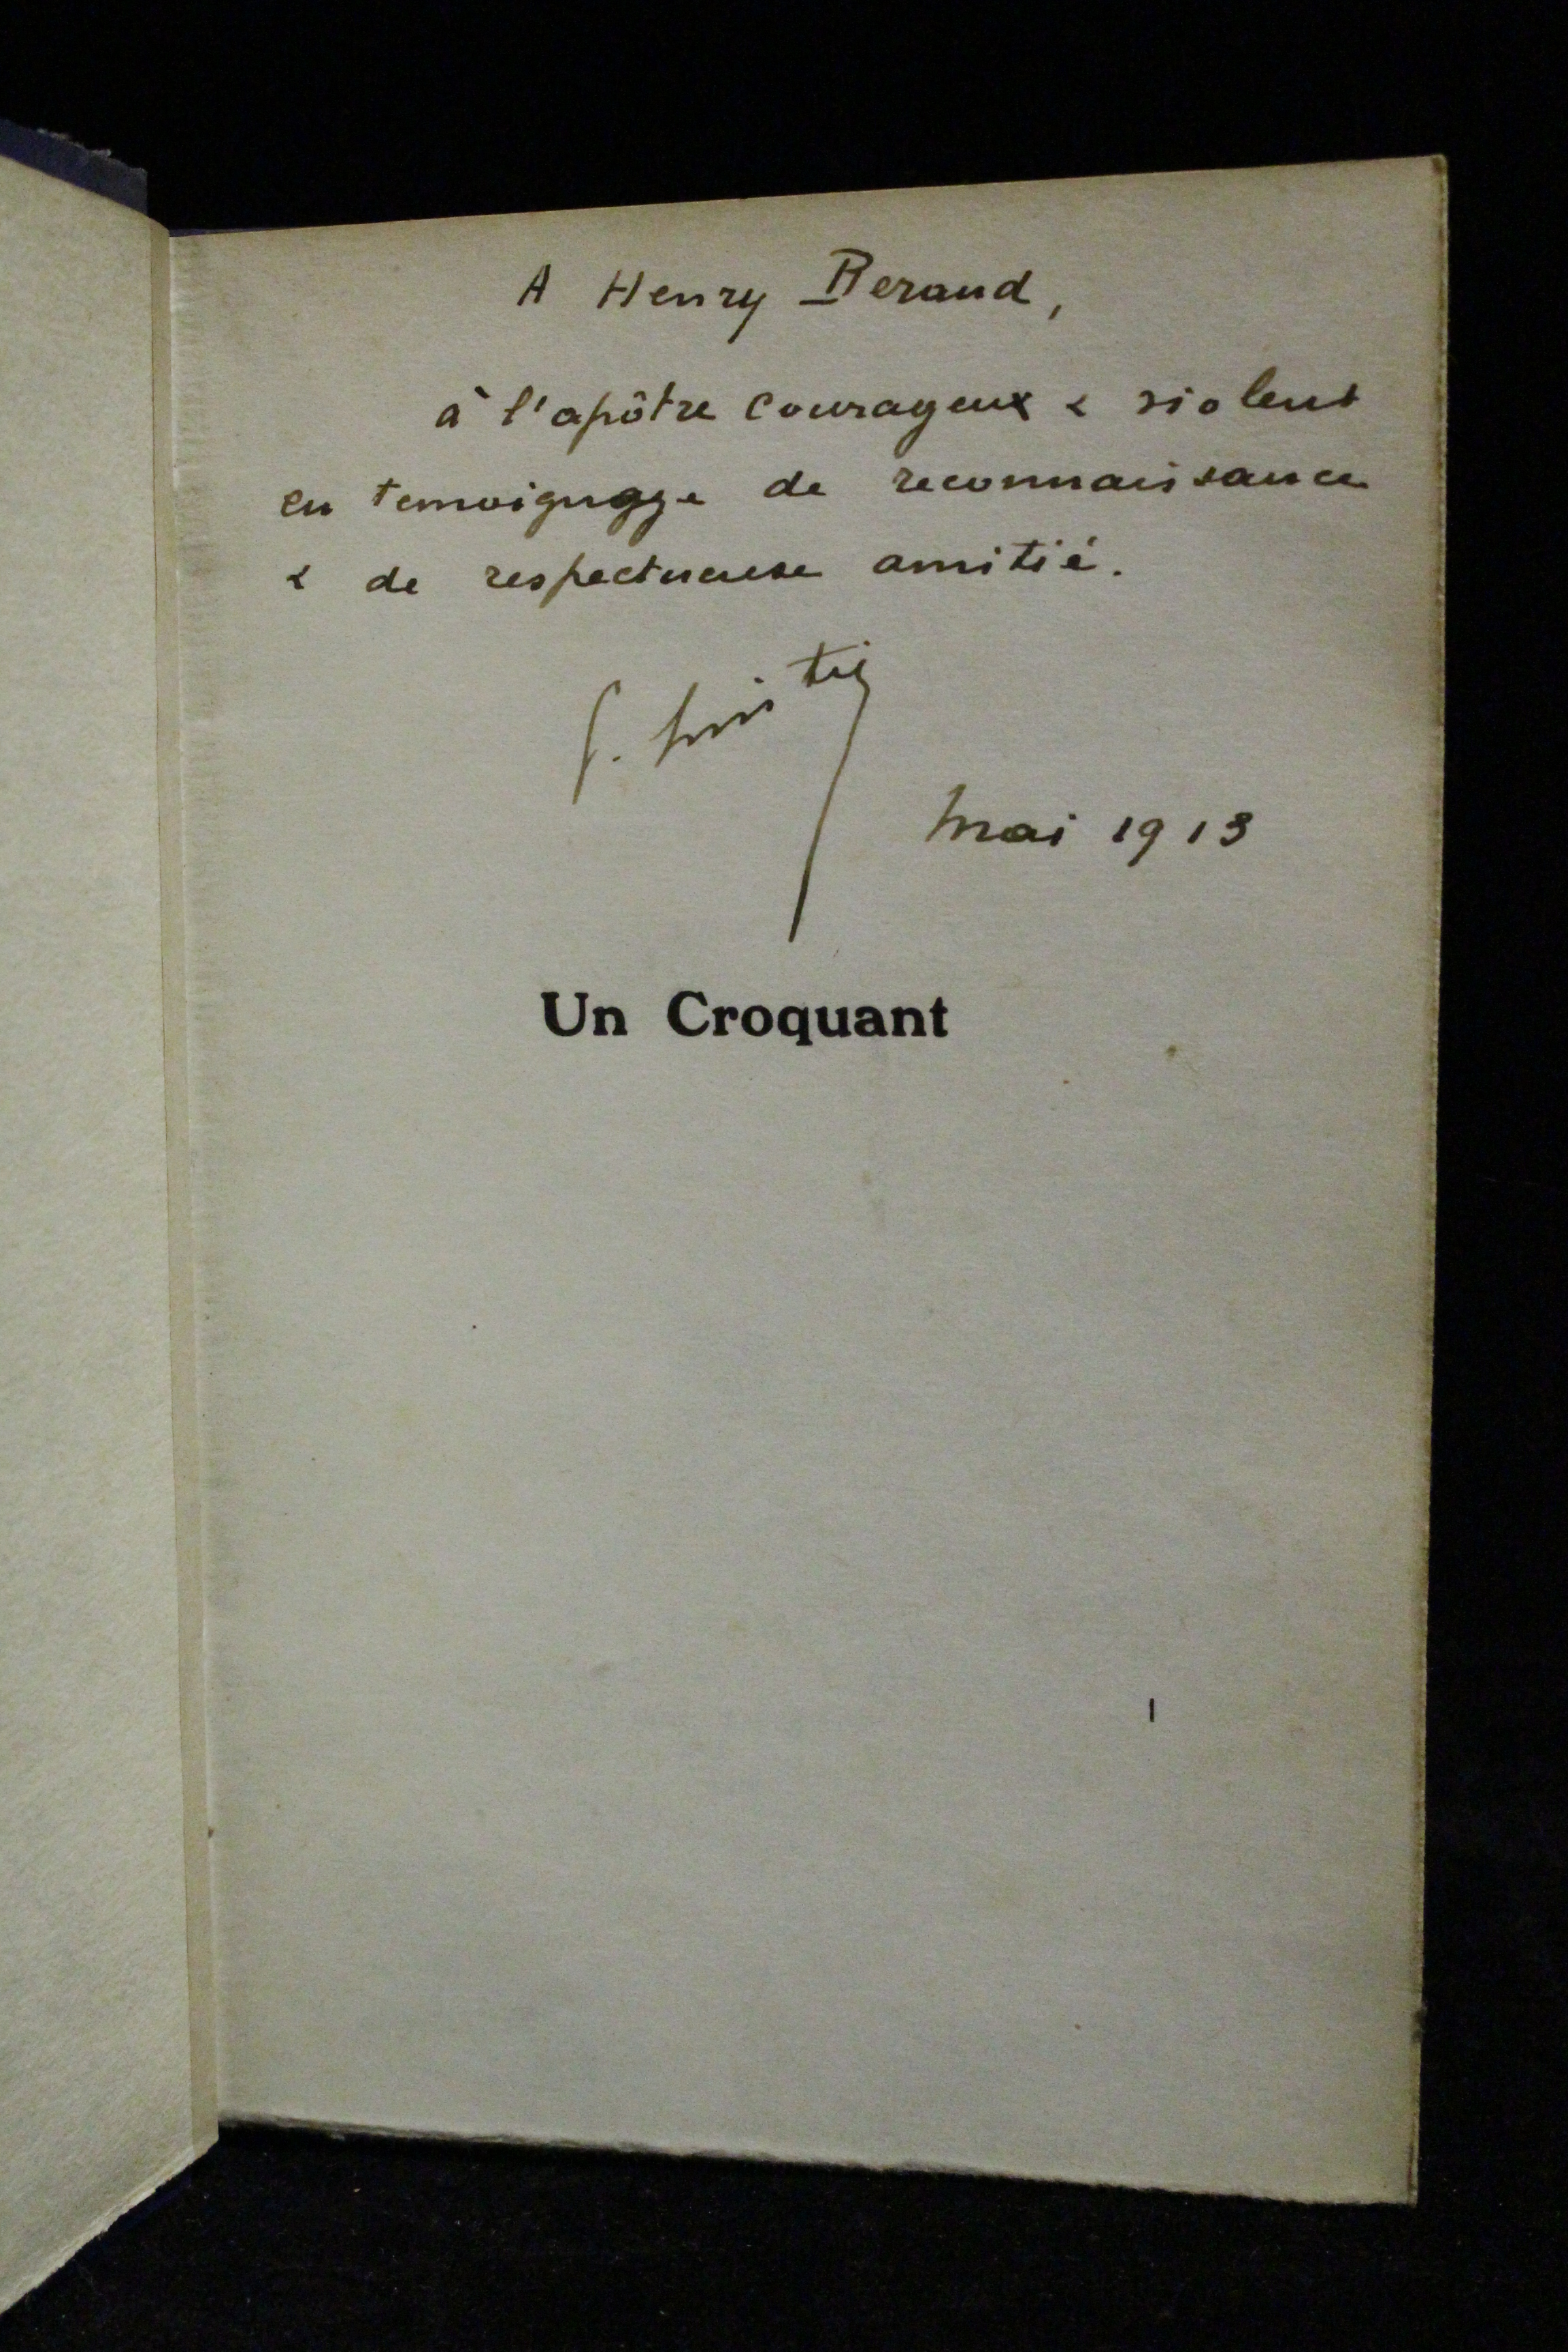 A Henry Beraud,
à l'apôtre courageux & violent
en temoignage de reconnaissance
& de respectueuse amitié.
Mai 1913
Un Croquant